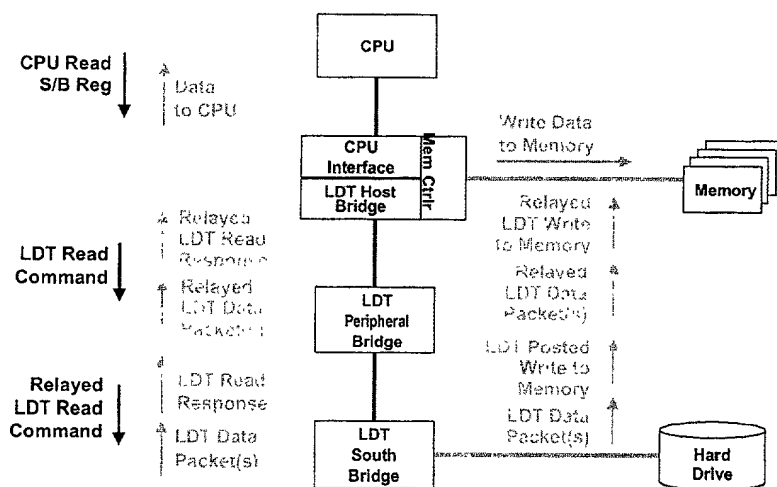 CPU
CPU Read
S/B Reg
Data
to CPU
CPU
Interface
LDT Host
Bridge
Mem Ctrlr
Write Data
to Memory
Memory
Relayed
LDT Read
Response
LDT Read
Command
Relayed
LDT Data
Packet(s)
Relayed
LDT Write
to Memory
Relayed
LDT Data
Packet(s)
LDT
Peripheral
Bridge
LDT Posted
Write to
Memory
Relayed
LDT Read
Command
LDT Read
Response
LDT Data
Packet(s)
LDT Data
Packet(s)
LDT
South
Bridge
Hard
Drive